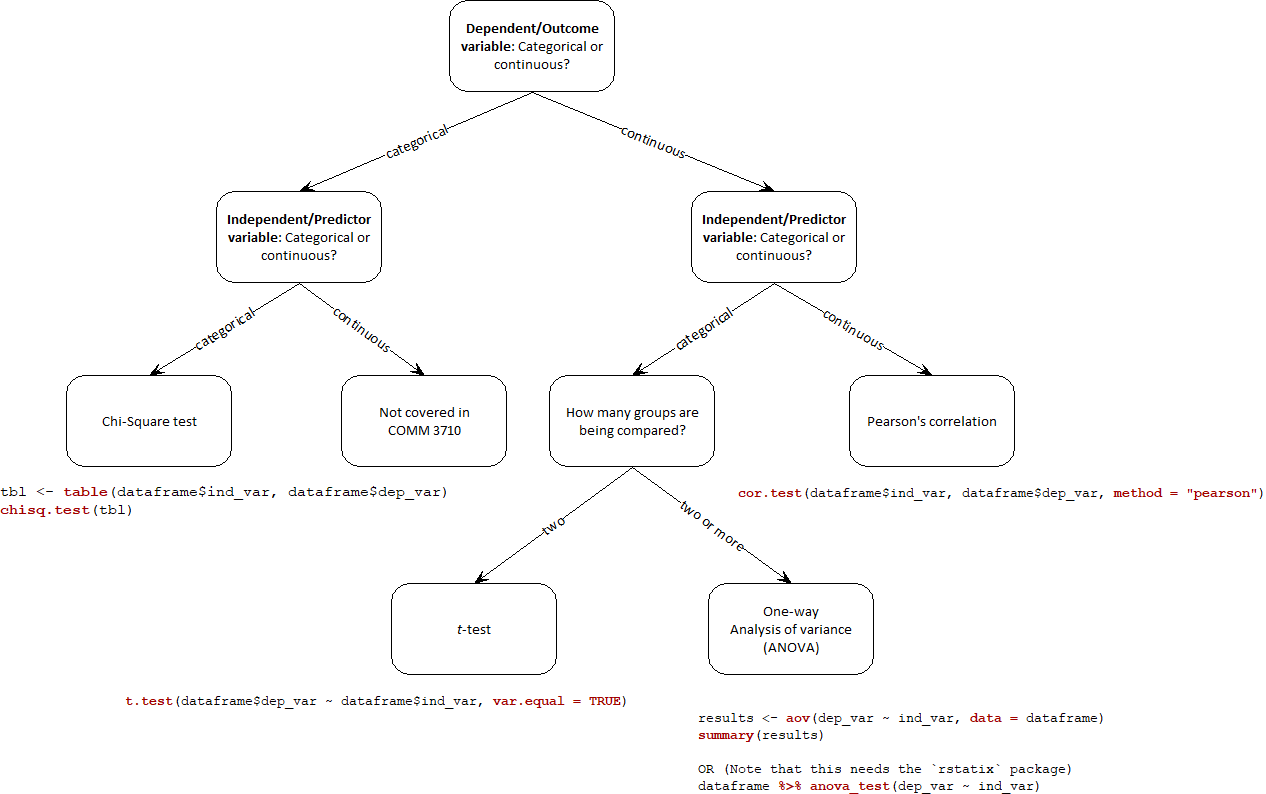 Dependent/Outcome
variable: Categorical or
continuous?
categorical
continuous
Independent/Predictor
variable: Categorical or
continuous?
Independent/Predictor
variable: Categorical or
continuous?
categorical
continuous
categorical
continuous
Chi-Square test
Not covered in
COMM 3710
How many groups are
being compared?
Pearson's correlation
tbl <- table(dataframe$ind_var, dataframe$dep_var)
chisq.test(tbl)
cor.test(dataframe$ind_var, dataframe$dep_var, method = "pearson")
two
two or more
t-test
One-way
Analysis of variance
(ANOVA)
t.test(dataframe$dep_var ~ dataframe$ind_var, var.equal = TRUE)
results <- aov(dep_var ~ ind_var, data = dataframe)
summary(results)
OR (Note that this needs the `rstatix` package)
dataframe %>% anova_test(dep_var ~ ind_var)